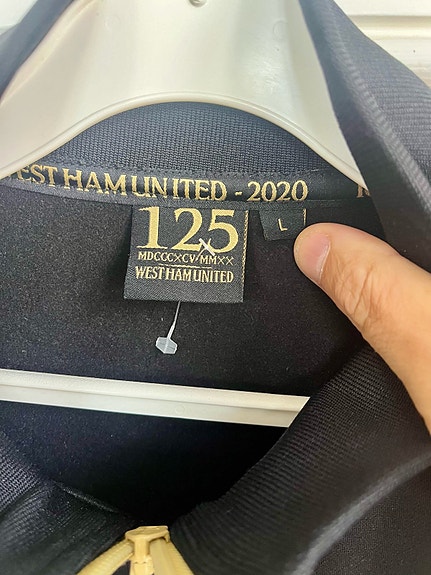 EST HAM UNITED - 2020
125
MDCCCXCV/MMXX
WEST HAM UNITED
L